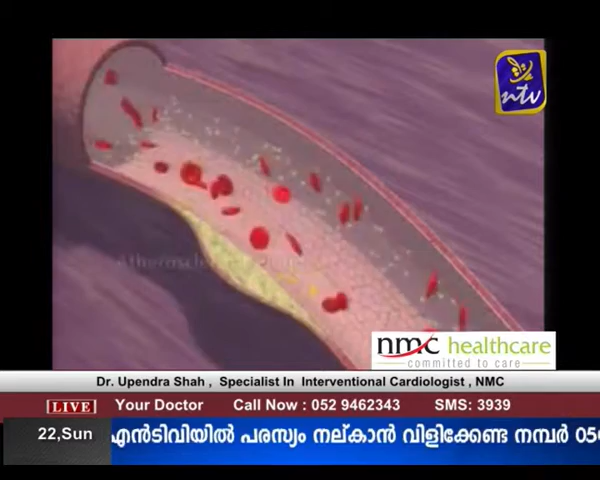 ntv
nmc healthcare
committed to care
Dr. Upendra Shah , Specialist In Interventional Cardiologist , NMC
LIVE Your Doctor Call Now : 052 9462343 SMS: 3939
22,Sun എൻടിവിയിൽ പരസ്യം നല്കാൻ വിളിക്കേണ്ട നമ്പർ